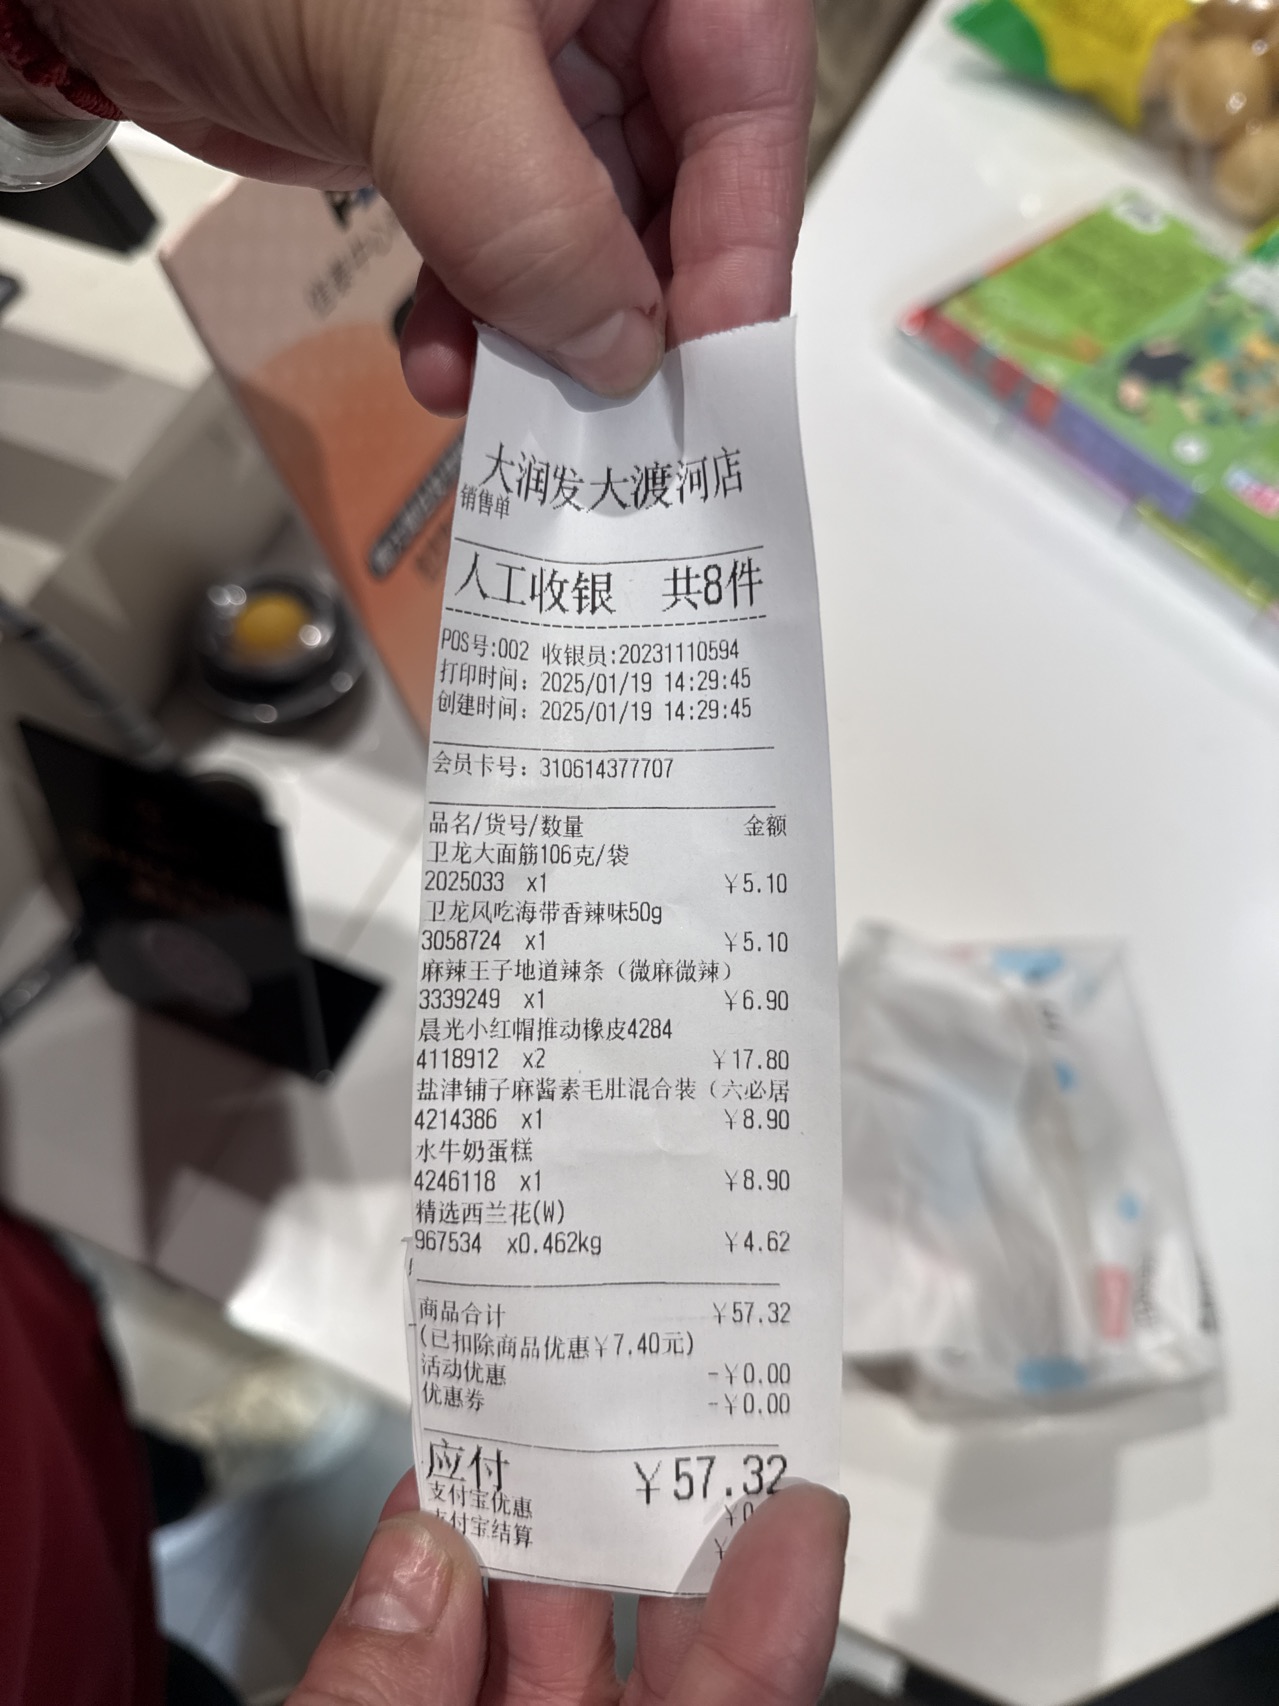 大润发大渡河店
销售单
人工收银 共8件
POS号:002 收银员:20231110594
打印时间: 2025/01/19 14:29:45
创建时间: 2025/01/19 14:29:45
会员卡号: 310614377707
品名/货号/数量 金额
卫龙大面筋106克/袋
2025033 x1 ￥5.10
卫龙风吃海带香辣味50g
3058724 x1 ￥5.10
麻辣王子地道辣条（微麻微辣）
3339249 x1 ￥6.90
晨光小红帽推动橡皮4284
4118912 x2 ￥17.80
盐津铺子麻酱素毛肚混合装（六必居
4214386 x1 ￥8.90
水牛奶蛋糕
4246118 x1 ￥8.90
精选西兰花(W)
967534 x0.462kg ￥4.62
商品合计 ￥57.32
(已扣除商品优惠￥7.40元)
活动优惠 -￥0.00
优惠券 -￥0.00
应付 ￥57.32
支付宝优惠 ￥0
支付宝结算 ￥